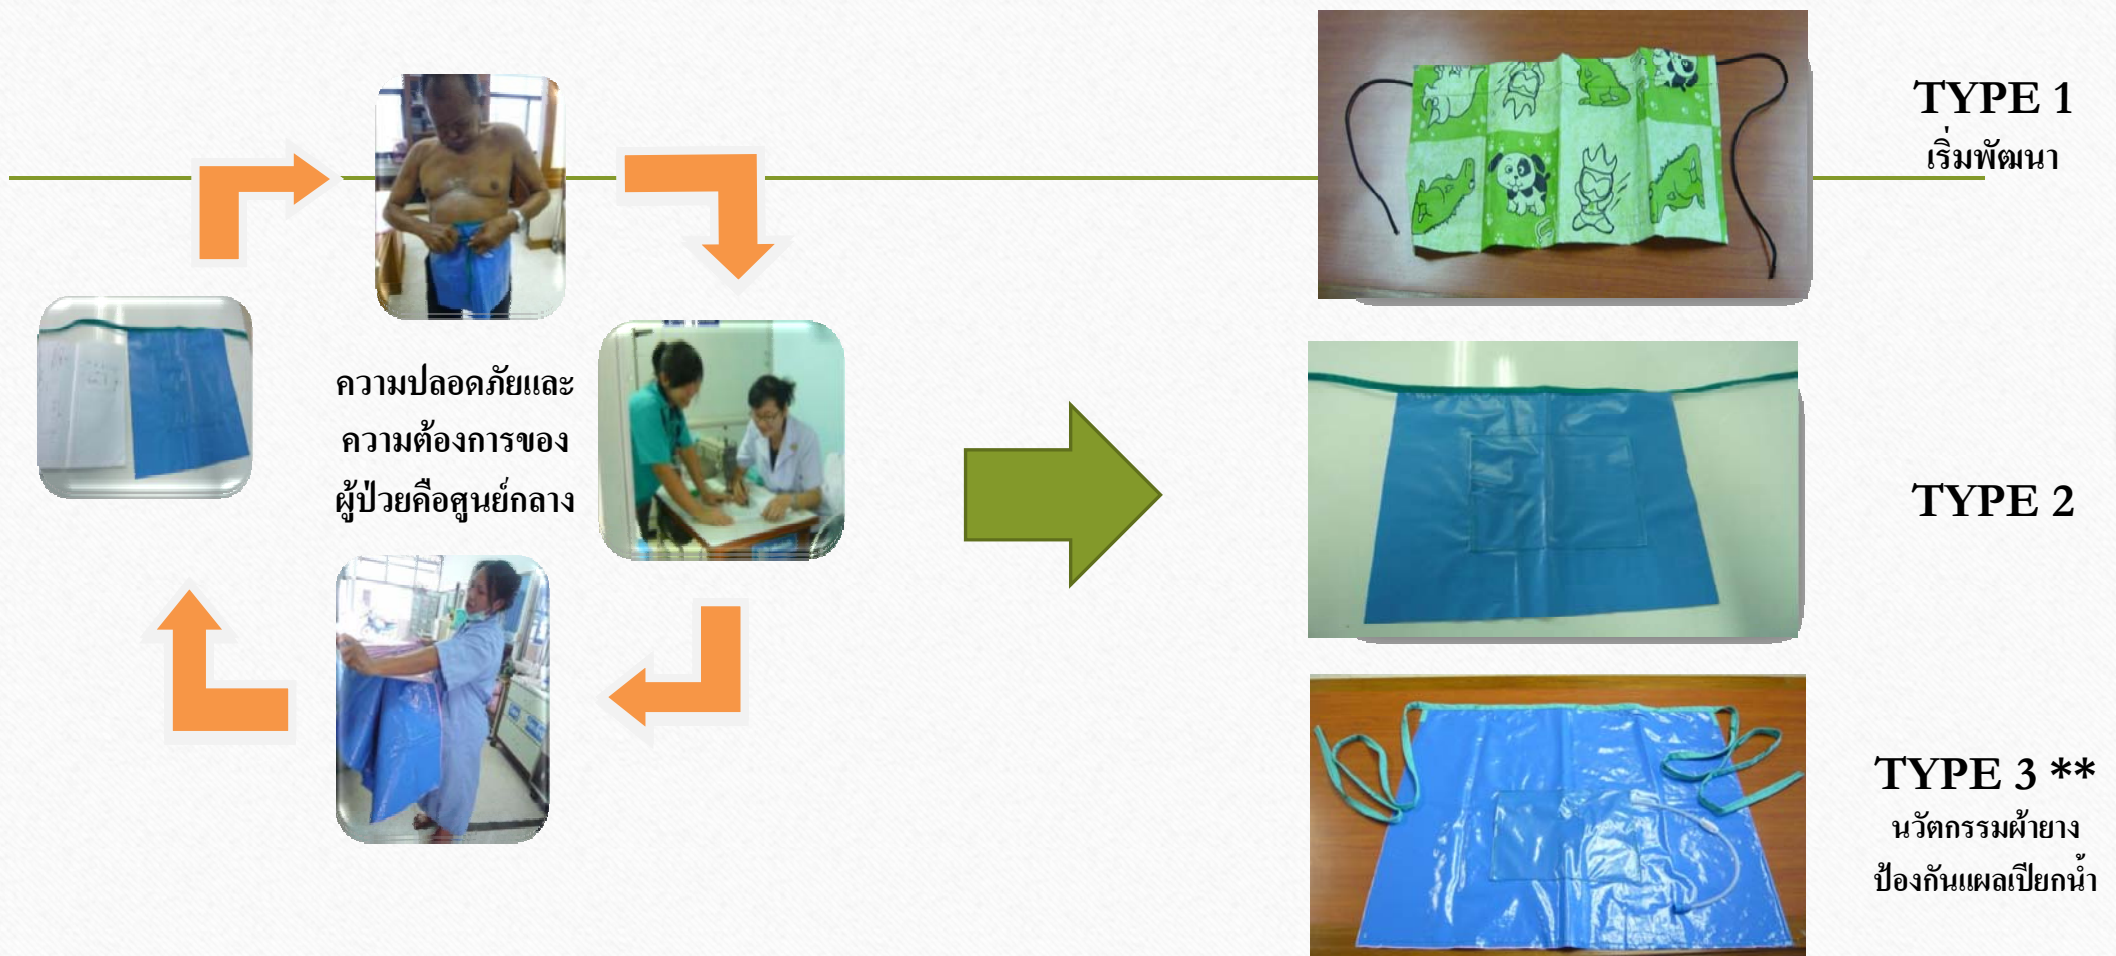 ความปลอดภัยและ
ความต้องการของ
ผู้ป่วยคือศูนย์กลาง
TYPE 1
เริ่มพัฒนา
TYPE 2
TYPE 3 **
นวัตกรรมผ้ายาง
ป้องกันแผลเปียกน้ำ